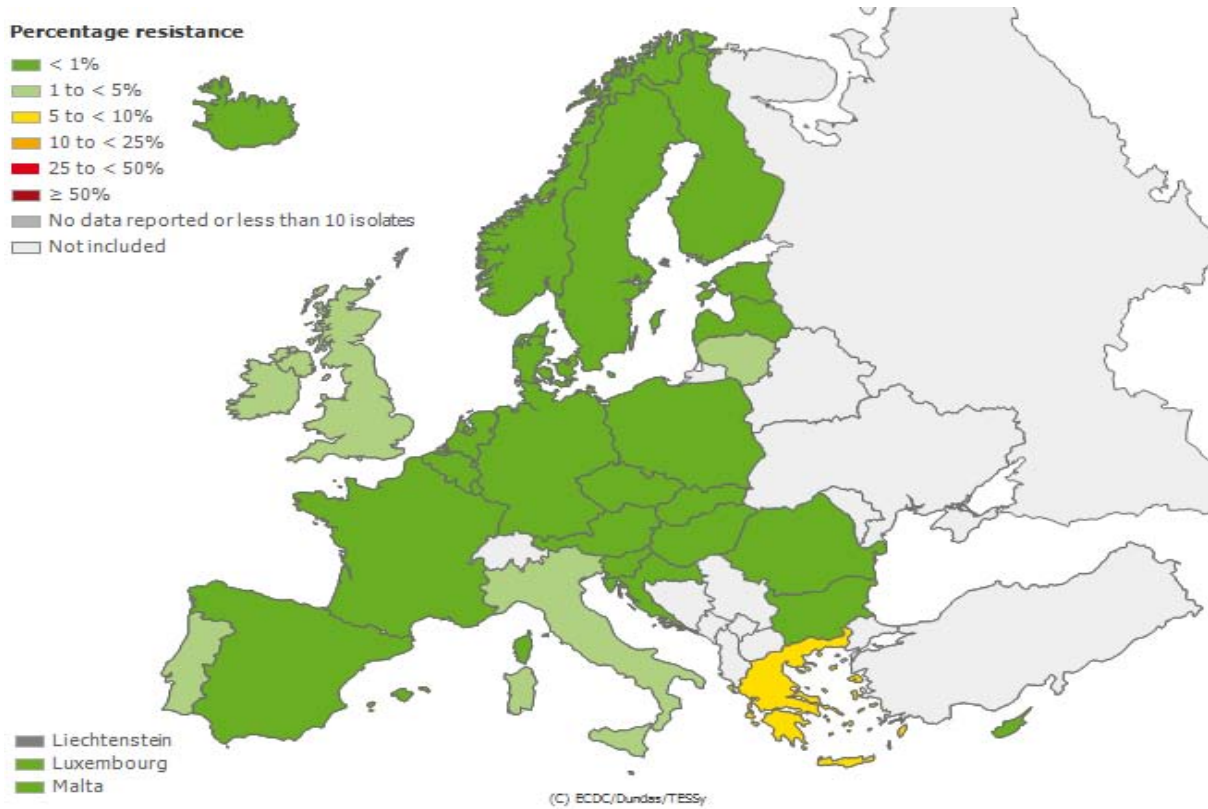 Percentage resistance
< 1%
1 to < 5%
5 to < 10%
10 to < 25%
25 to < 50%
≥ 50%
No data reported or less than 10 isolates
Not included
Liechtenstein
Luxembourg
Malta
(C) ECDC/Dundas/TESSy